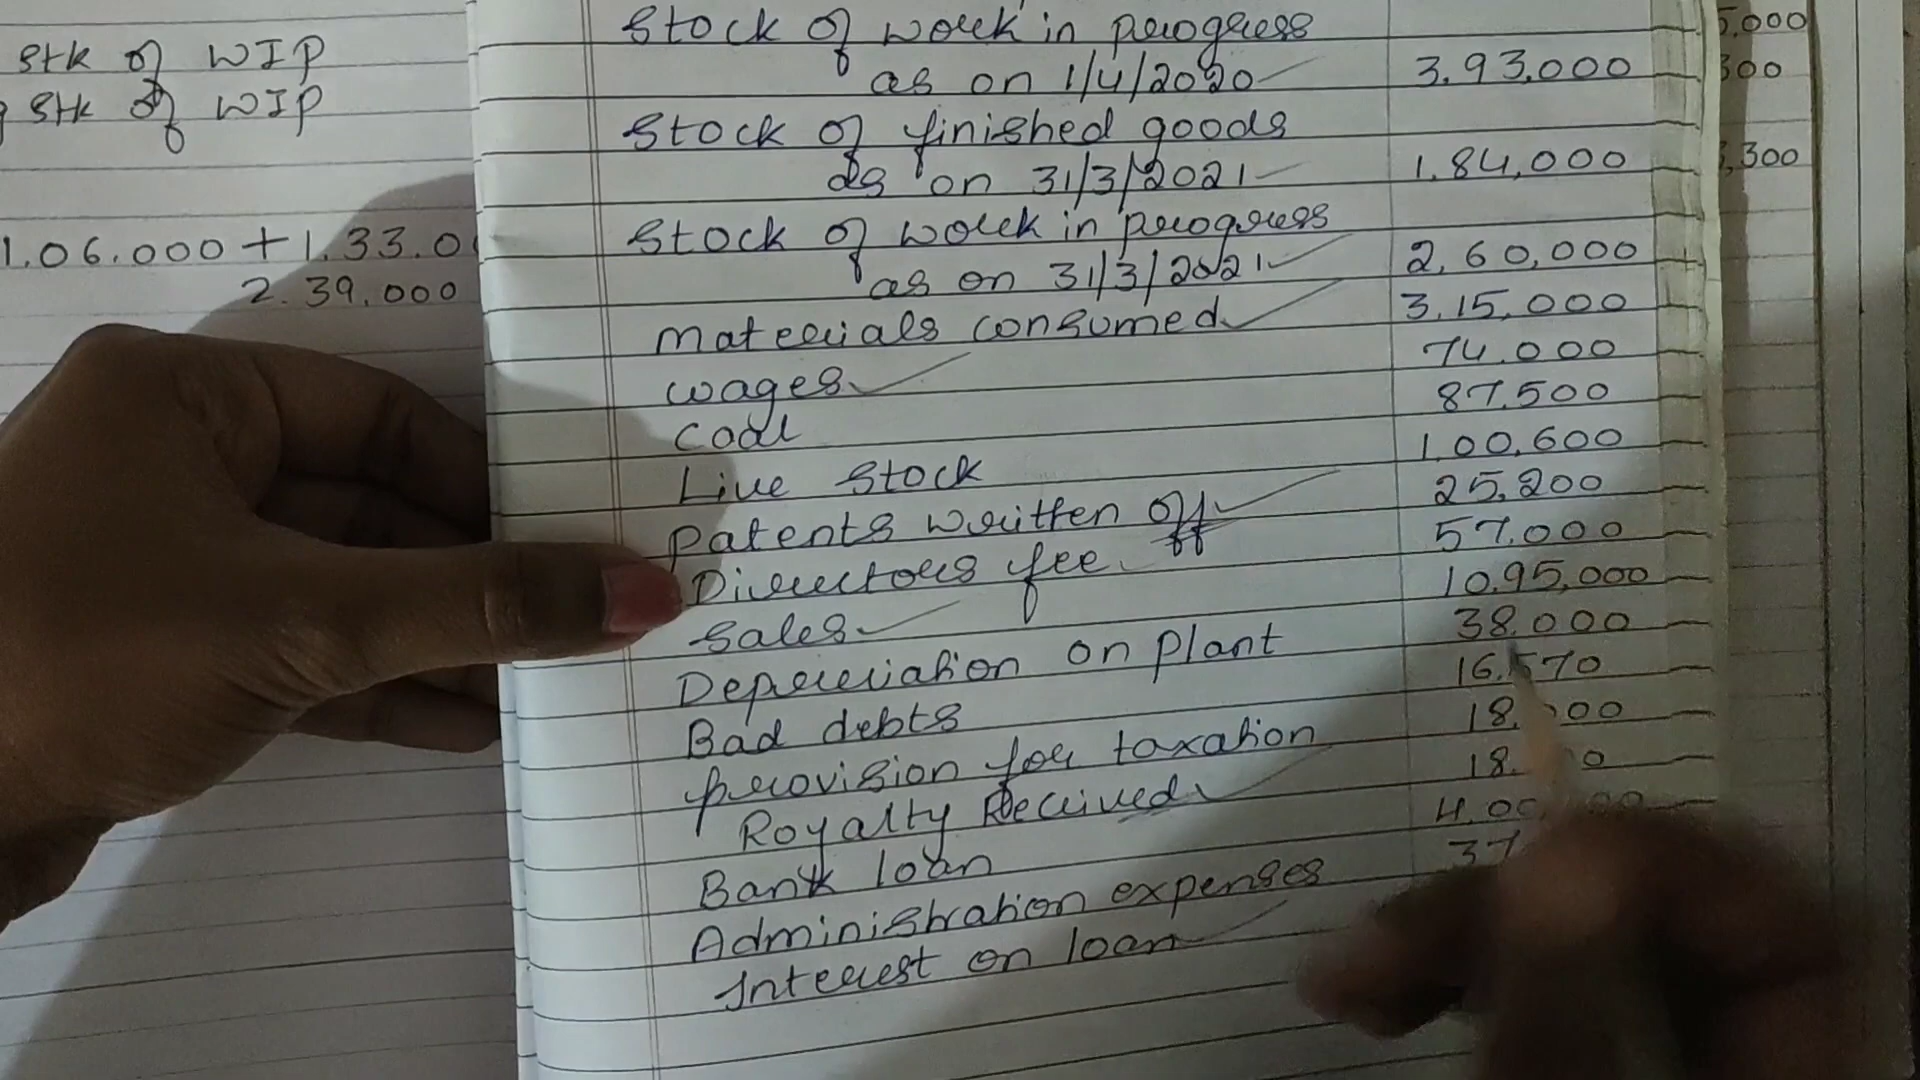 stk of WIP
stk of WIP
1.06.000 + 1.33.0
2.39.000
Stock of work in progress
as on 1/4/2020 3.93,000
Stock of finished goods
as on 31/3/2021 1,84,000
Stock of work in progress
as on 31/3/2021 2,60,000
Materials consumed 3,15,000
wages 74.000
coal 87,500
Live stock 1,00,600
patents written off 25,200
Directors fee 57.000
Sales 10,95,000
Depreciation on plant 38,000
Bad debts 16,570
provision for taxation 18,
Royalty Received 18.
Bank loan 4,00
Administration expenses 37
Interest on loan
5.000
300
,300